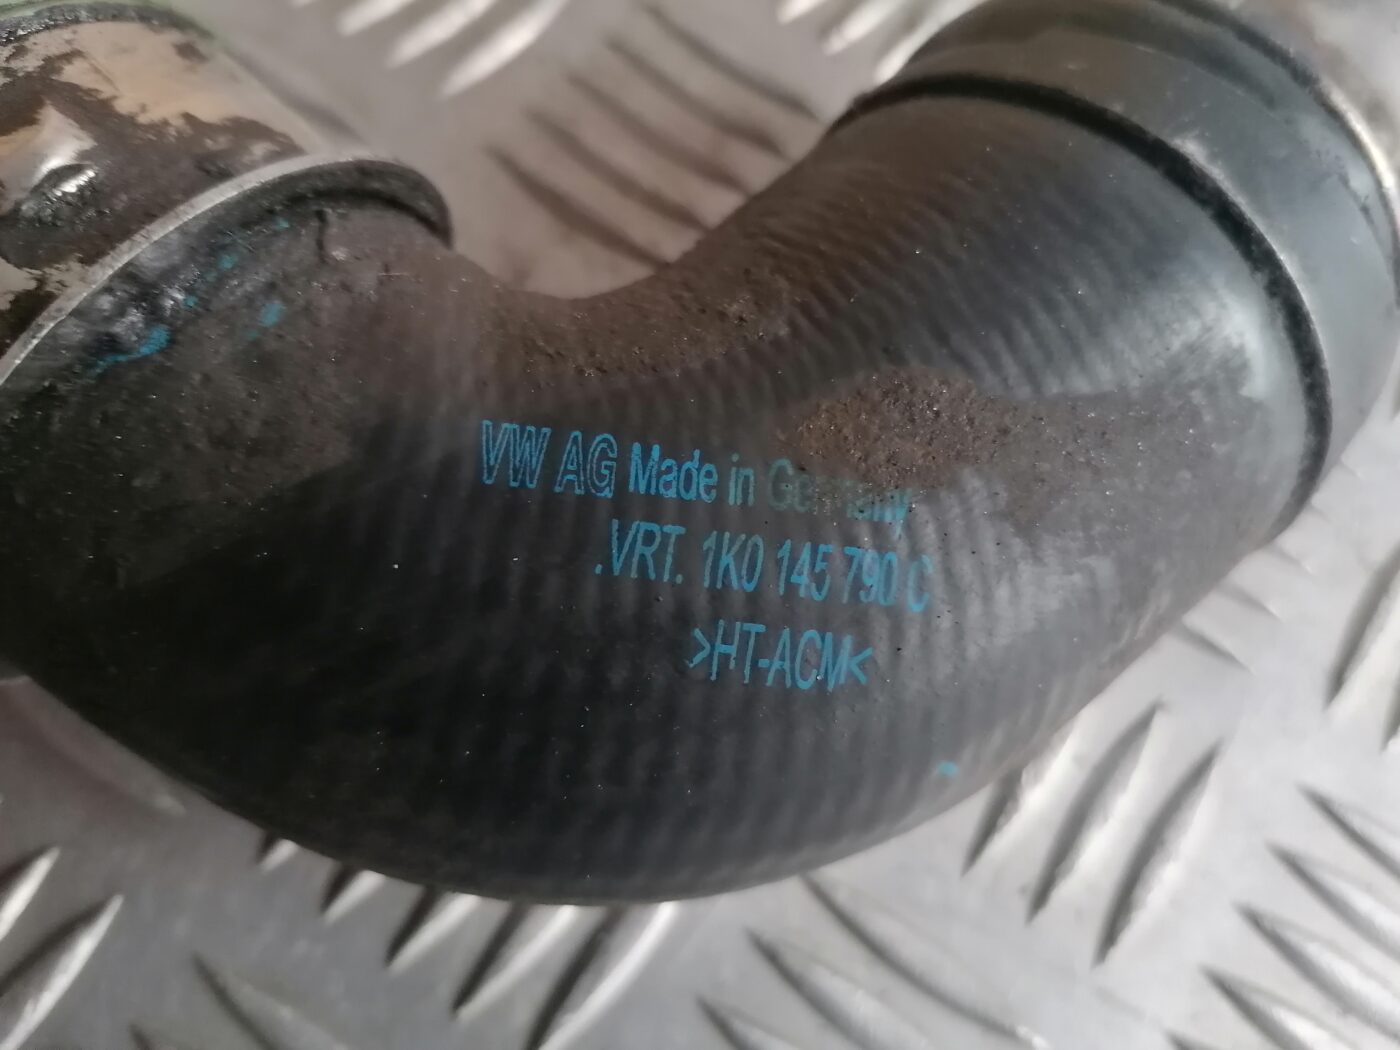 VW AG Made in Germany
.VRT. 1K0 145 790 C
>HT-ACM<